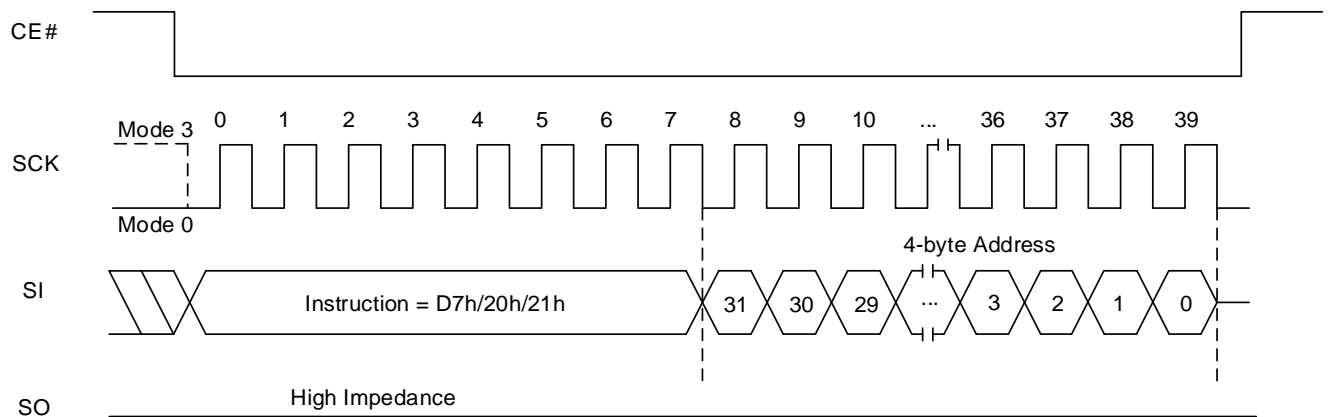 CE#
0 1 2 3 4 5 6 7 8 9 10 ... 36 37 38 39
Mode 3
SCK
Mode 0
4-byte Address
SI
Instruction = D7h/20h/21h 31 30 29 ... 3 2 1 0
High Impedance
SO